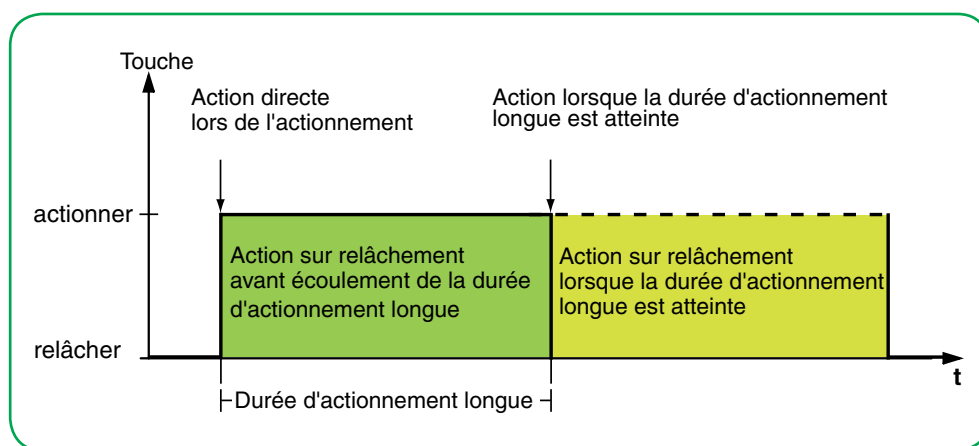 Touche
Action directe
lors de l'actionnement
Action lorsque la durée d'actionnement
longue est atteinte
actionner
Action sur relâchement
avant écoulement de la durée
d'actionnement longue
Action sur relâchement
lorsque la durée d'actionnement
longue est atteinte
relâcher
t
Durée d'actionnement longue